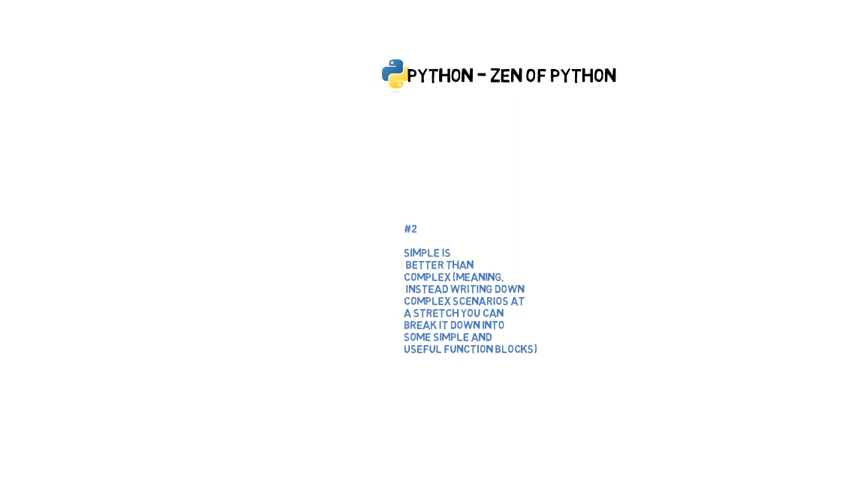 PYTHON - ZEN OF PYTHON
#2
SIMPLE IS
BETTER THAN
COMPLEX (MEANING,
INSTEAD WRITING DOWN
COMPLEX SCENARIOS AT
A STRETCH YOU CAN
BREAK IT DOWN INTO
SOME SIMPLE AND
USEFUL FUNCTION BLOCKS)